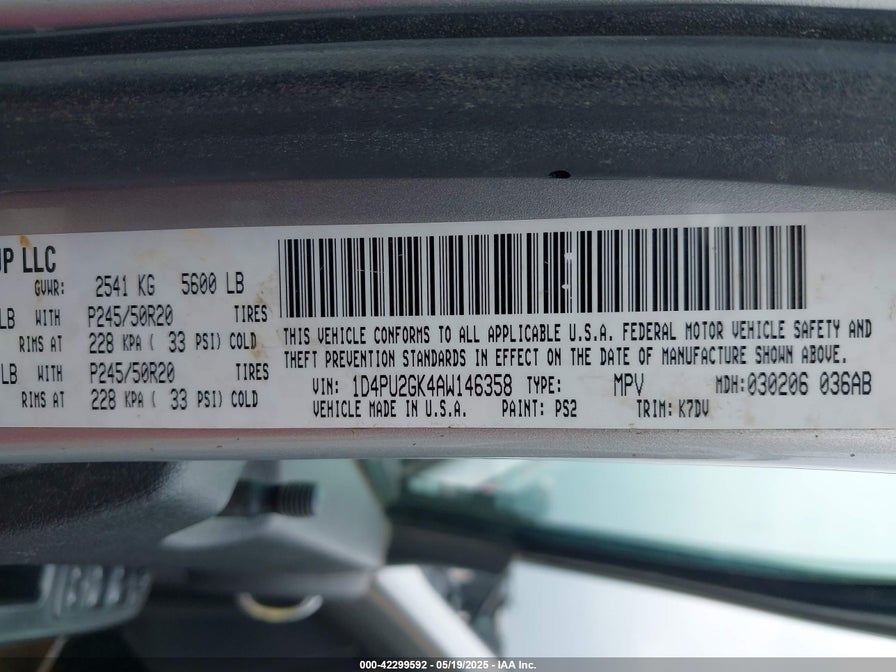 UP LLC
GVWR: 2541 KG 5600 LB
LB WITH P245/50R20 TIRES
RIMS AT 228 KPA ( 33 PSI) COLD
LB WITH P245/50R20 TIRES
RIMS AT 228 KPA ( 33 PSI) COLD
THIS VEHICLE CONFORMS TO ALL APPLICABLE U.S.A. FEDERAL MOTOR VEHICLE SAFETY AND
THEFT PREVENTION STANDARDS IN EFFECT ON THE DATE OF MANUFACTURE SHOWN ABOVE.
VIN: 1D4PU2GK4AW146358 TYPE: MPV MDH:030206 036AB
VEHICLE MADE IN U.S.A. PAINT: PS2 TRIM: K7DV
000-42299592 - 05/19/2025 - IAA Inc.